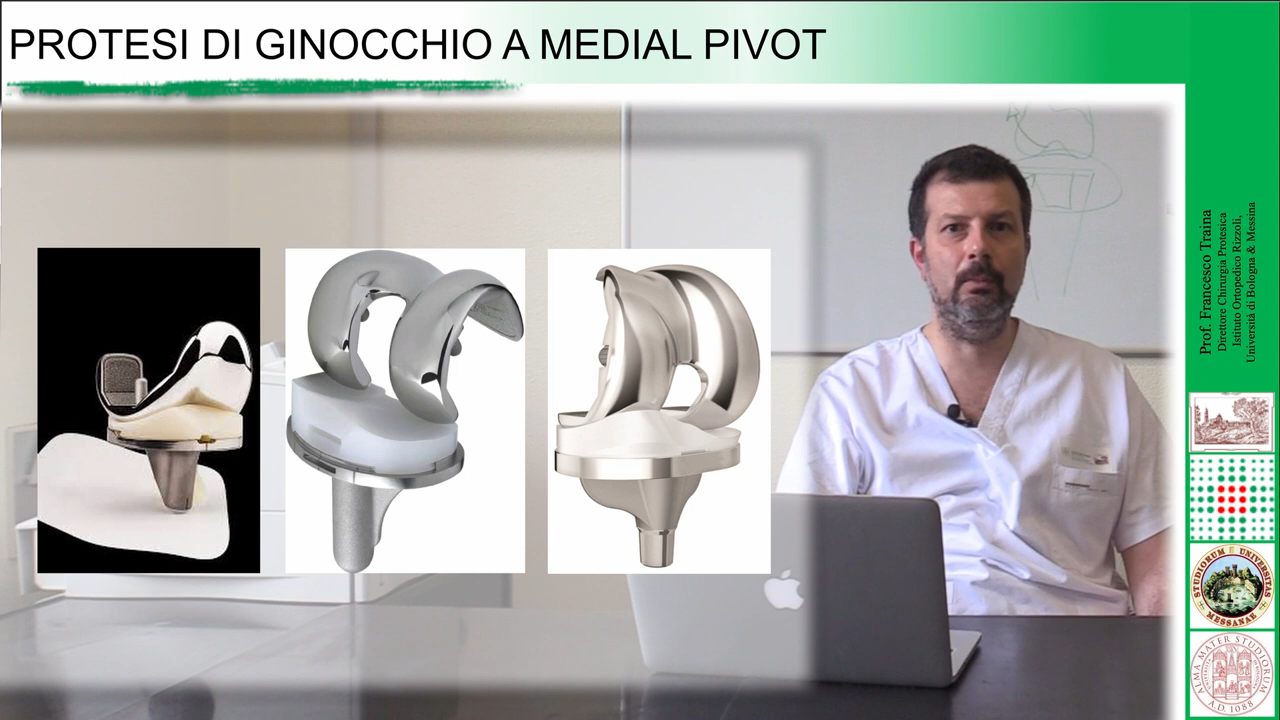 PROTESI DI GINOCCHIO A MEDIAL PIVOT
Prof. Francesco Traina
Direttore Chirurgia Protesica
Istituto Ortopedico Rizzoli,
Università di Bologna & Messina
STUDIORUM UNIVERSITAS
MESSANAE
ALMA MATER STUDIORUM
A.D. 1088